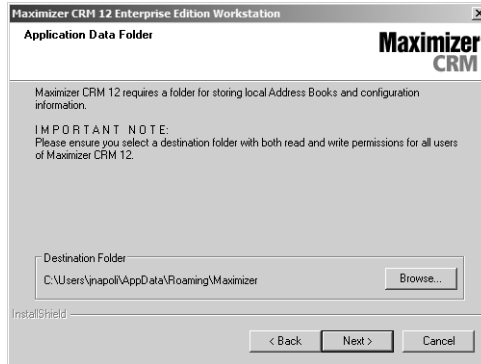 Maximizer CRM 12 Enterprise Edition Workstation
Application Data Folder
Maximizer
CRM
Maximizer CRM 12 requires a folder for storing local Address Books and configuration
information.
IMPORTANT NOTE:
Please ensure you select a destination folder with both read and write permissions for all users
of Maximizer CRM 12.
Destination Folder
C:\Users\jnapoli\AppData\Roaming\Maximizer
Browse...
InstallShield
< Back
Next >
Cancel